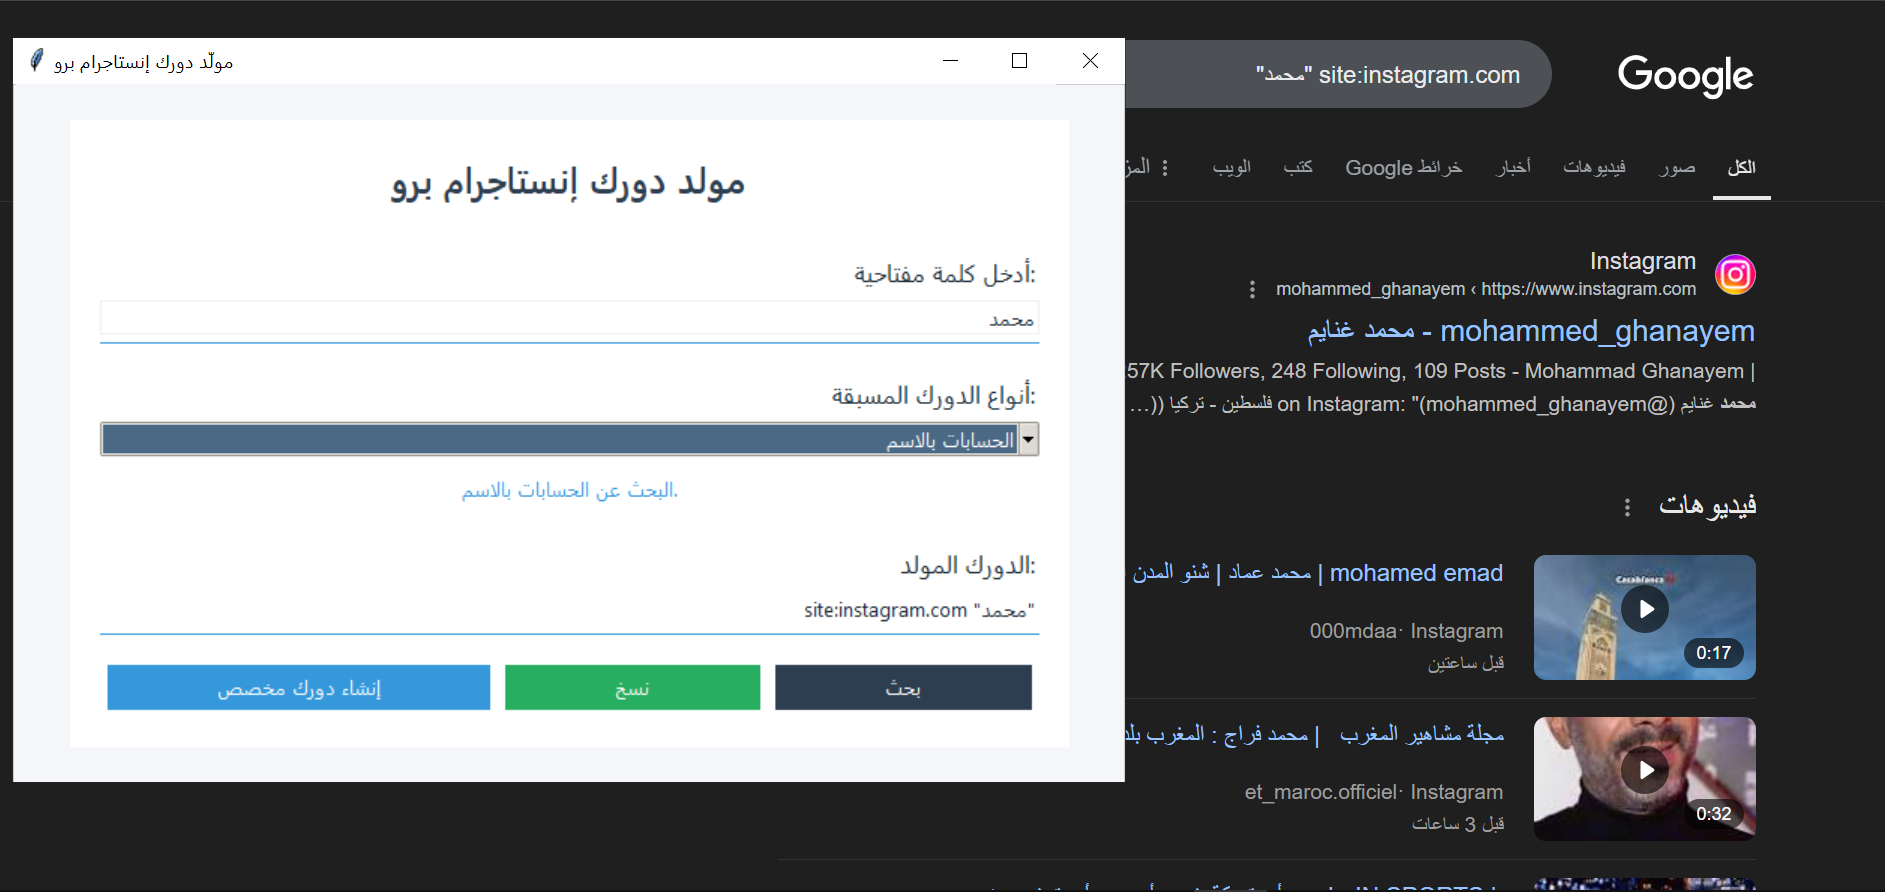 مولّد دورك إنستاجرام برو
مولد دورك إنستاجرام برو
:أدخل كلمة مفتاحية
محمد
:أنواع الدورك المسبقة
الحسابات بالاسم
.البحث عن الحسابات بالاسم
:الدورك المولد
site:instagram.com "محمد"
بحث
نسخ
إنشاء دورك مخصص
Google
site:instagram.com "محمد"
الكل
صور
فيديوهات
أخبار
خرائط Google
كتب
الويب
المز
Instagram
https://www.instagram.com › mohammed_ghanayem
mohammed_ghanayem - محمد غنايم
57K Followers, 248 Following, 109 Posts - Mohammad Ghanayem |
محمد غنايم (@mohammed_ghanayem) on Instagram: "فلسطين - تركيا ((...
فيديوهات
mohamed emad | محمد عماد | شنو المدن
Instagram · 000mdaa
قبل ساعتين
Casablanca
0:17
مجلة مشاهير المغرب | محمد فراج : المغرب بلد
Instagram · et_maroc.officiel
قبل 3 ساعات
0:32